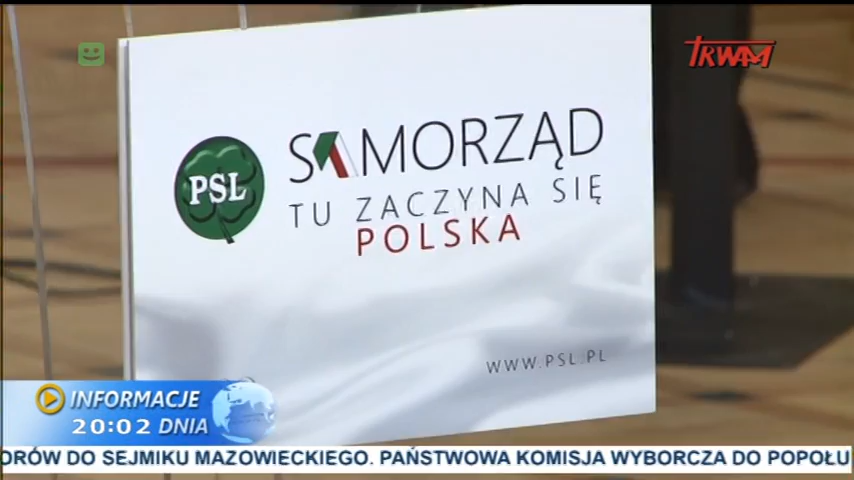 TRWAM
PSL
SAMORZĄD
TU ZACZYNA SIĘ
POLSKA
WWW.PSL.PL
INFORMACJE
20:02 DNIA
ORÓW DO SEJMIKU MAZOWIECKIEGO. PAŃSTWOWA KOMISJA WYBORCZA DO POPOŁU